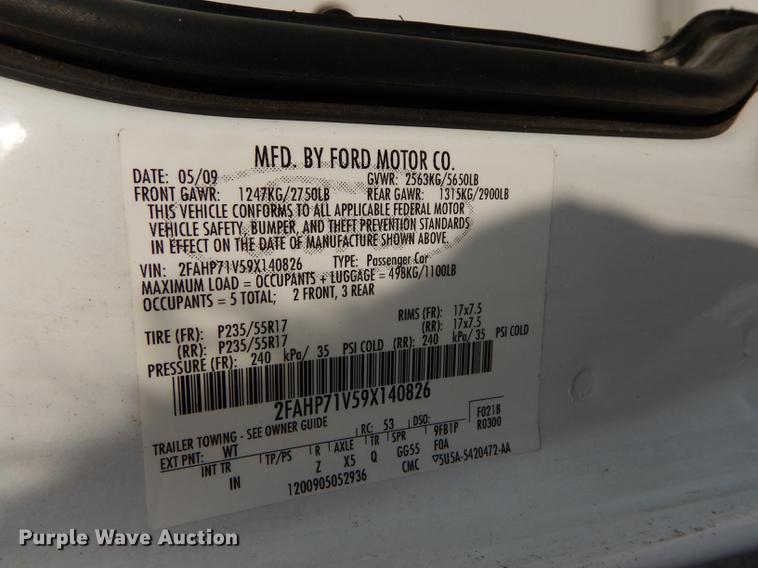 MFD. BY FORD MOTOR CO.
DATE: 05/09 GVWR: 2563KG/5650LB
FRONT GAWR: 1247KG/2750LB REAR GAWR: 1315KG/2900LB
THIS VEHICLE CONFORMS TO ALL APPLICABLE FEDERAL MOTOR
VEHICLE SAFETY, BUMPER, AND THEFT PREVENTION STANDARDS
IN EFFECT ON THE DATE OF MANUFACTURE SHOWN ABOVE.
VIN: 2FAHP71V59X140826 TYPE: Passenger Car
MAXIMUM LOAD = OCCUPANTS + LUGGAGE = 498KG/1100LB
OCCUPANTS = 5 TOTAL; 2 FRONT, 3 REAR
TIRE (FR): P235/55R17 RIMS (FR): 17x7.5
(RR): P235/55R17 (RR): 17x7.5
PRESSURE (FR): 240 kPa/ 35 PSI COLD (RR): 240 kPa/ 35 PSI COLD
2FAHP71V59X140826
TRAILER TOWING - SEE OWNER GUIDE RC: 53 DSO: F0218
EXT PNT: WT 9FB1P R0300
INT TR TP/PS R AXLE TR SPR FOA
IN Z X5 Q GG55 CMC ▽5U5A-5420472-AA
1200905052936
Purple Wave Auction